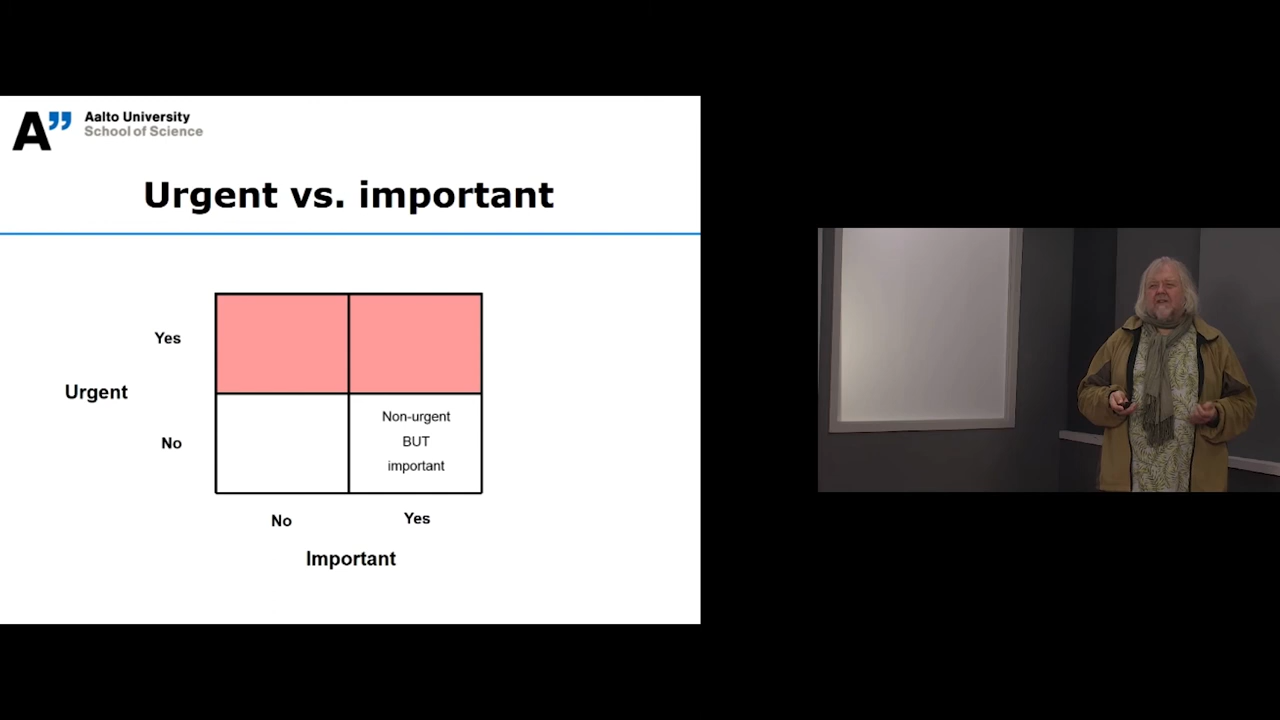 A”
Aalto University
School of Science
Urgent vs. important
Yes
Urgent
No
Non-urgent
BUT
important
No
Yes
Important